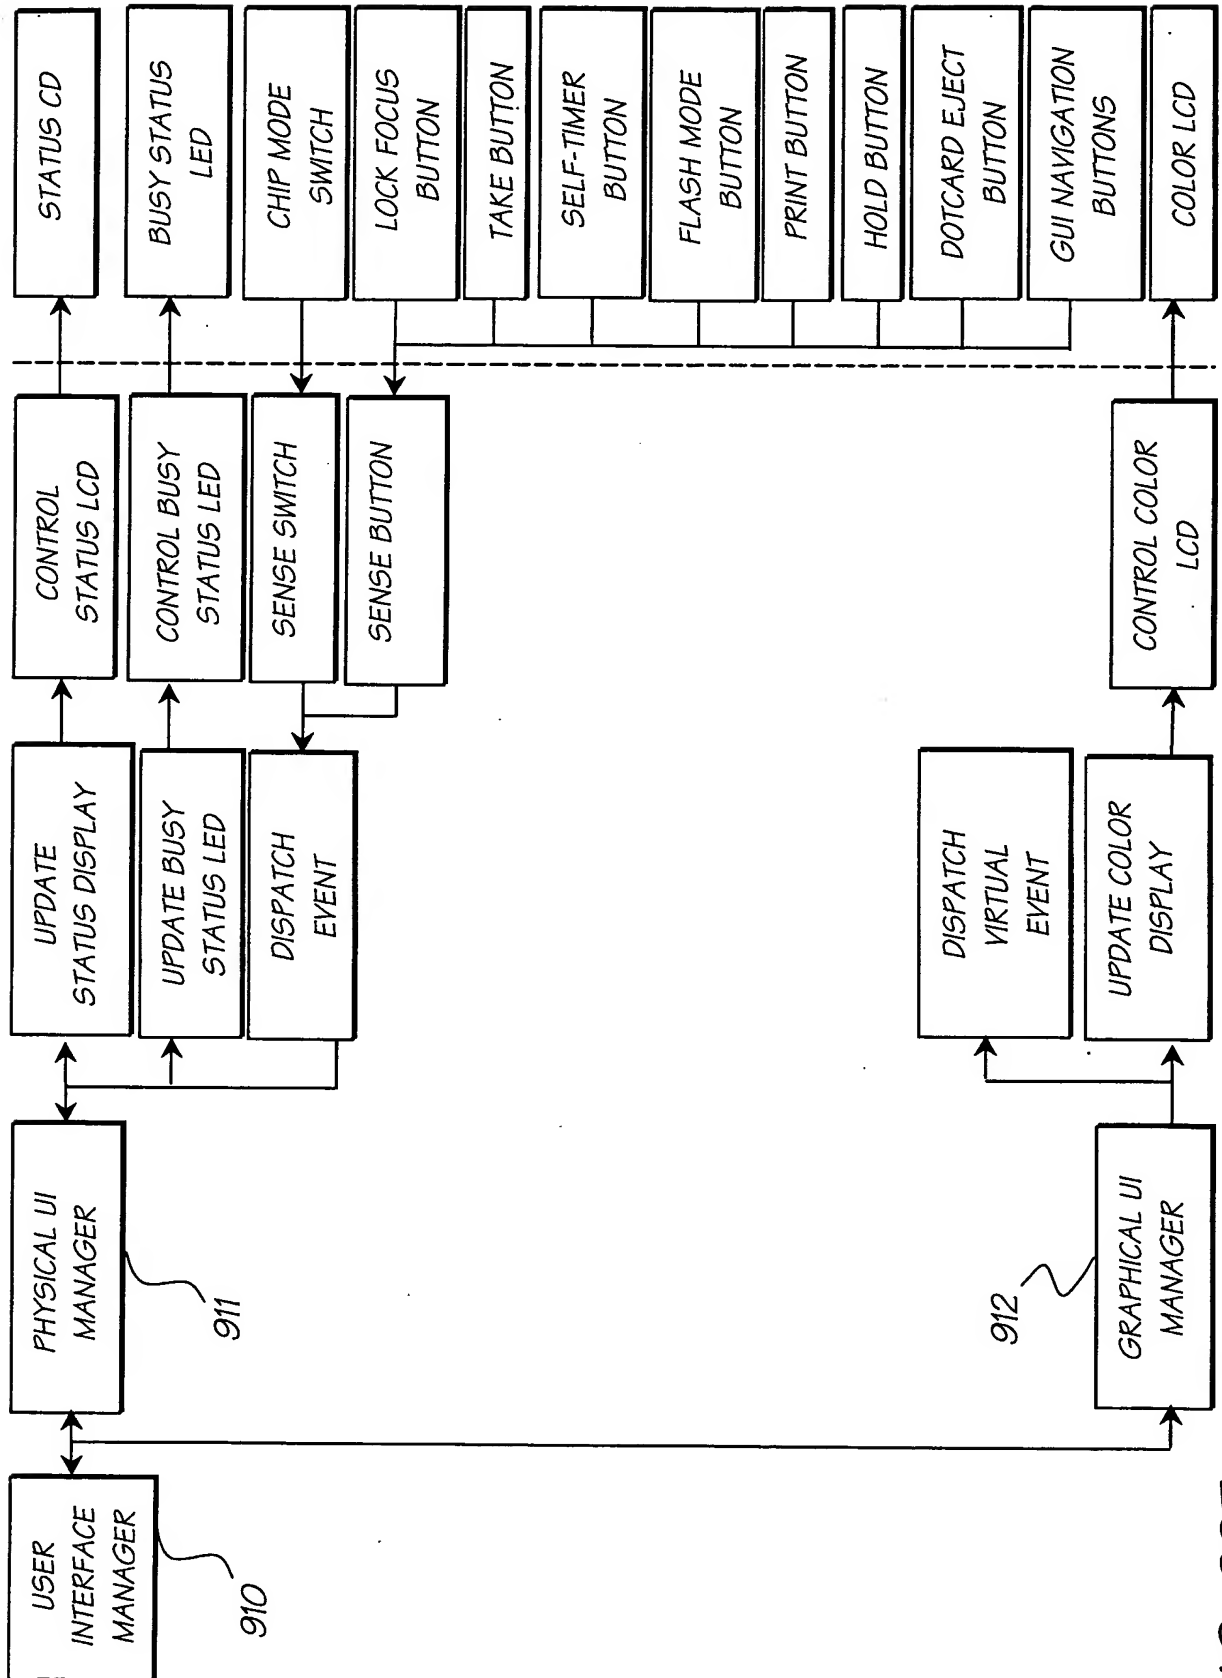 USER
INTERFACE
MANAGER
910
PHYSICAL UI
MANAGER
911
GRAPHICAL UI
MANAGER
912
UPDATE
STATUS DISPLAY
UPDATE BUSY
STATUS LED
DISPATCH
EVENT
DISPATCH
VIRTUAL
EVENT
UPDATE COLOR
DISPLAY
CONTROL
STATUS LCD
CONTROL BUSY
STATUS LED
SENSE SWITCH
SENSE BUTTON
CONTROL COLOR
LCD
STATUS CD
BUSY STATUS
LED
CHIP MODE
SWITCH
LOCK FOCUS
BUTTON
TAKE BUTTON
SELF-TIMER
BUTTON
FLASH MODE
BUTTON
PRINT BUTTON
HOLD BUTTON
DOTCARD EJECT
BUTTON
GUI NAVIGATION
BUTTONS
COLOR LCD